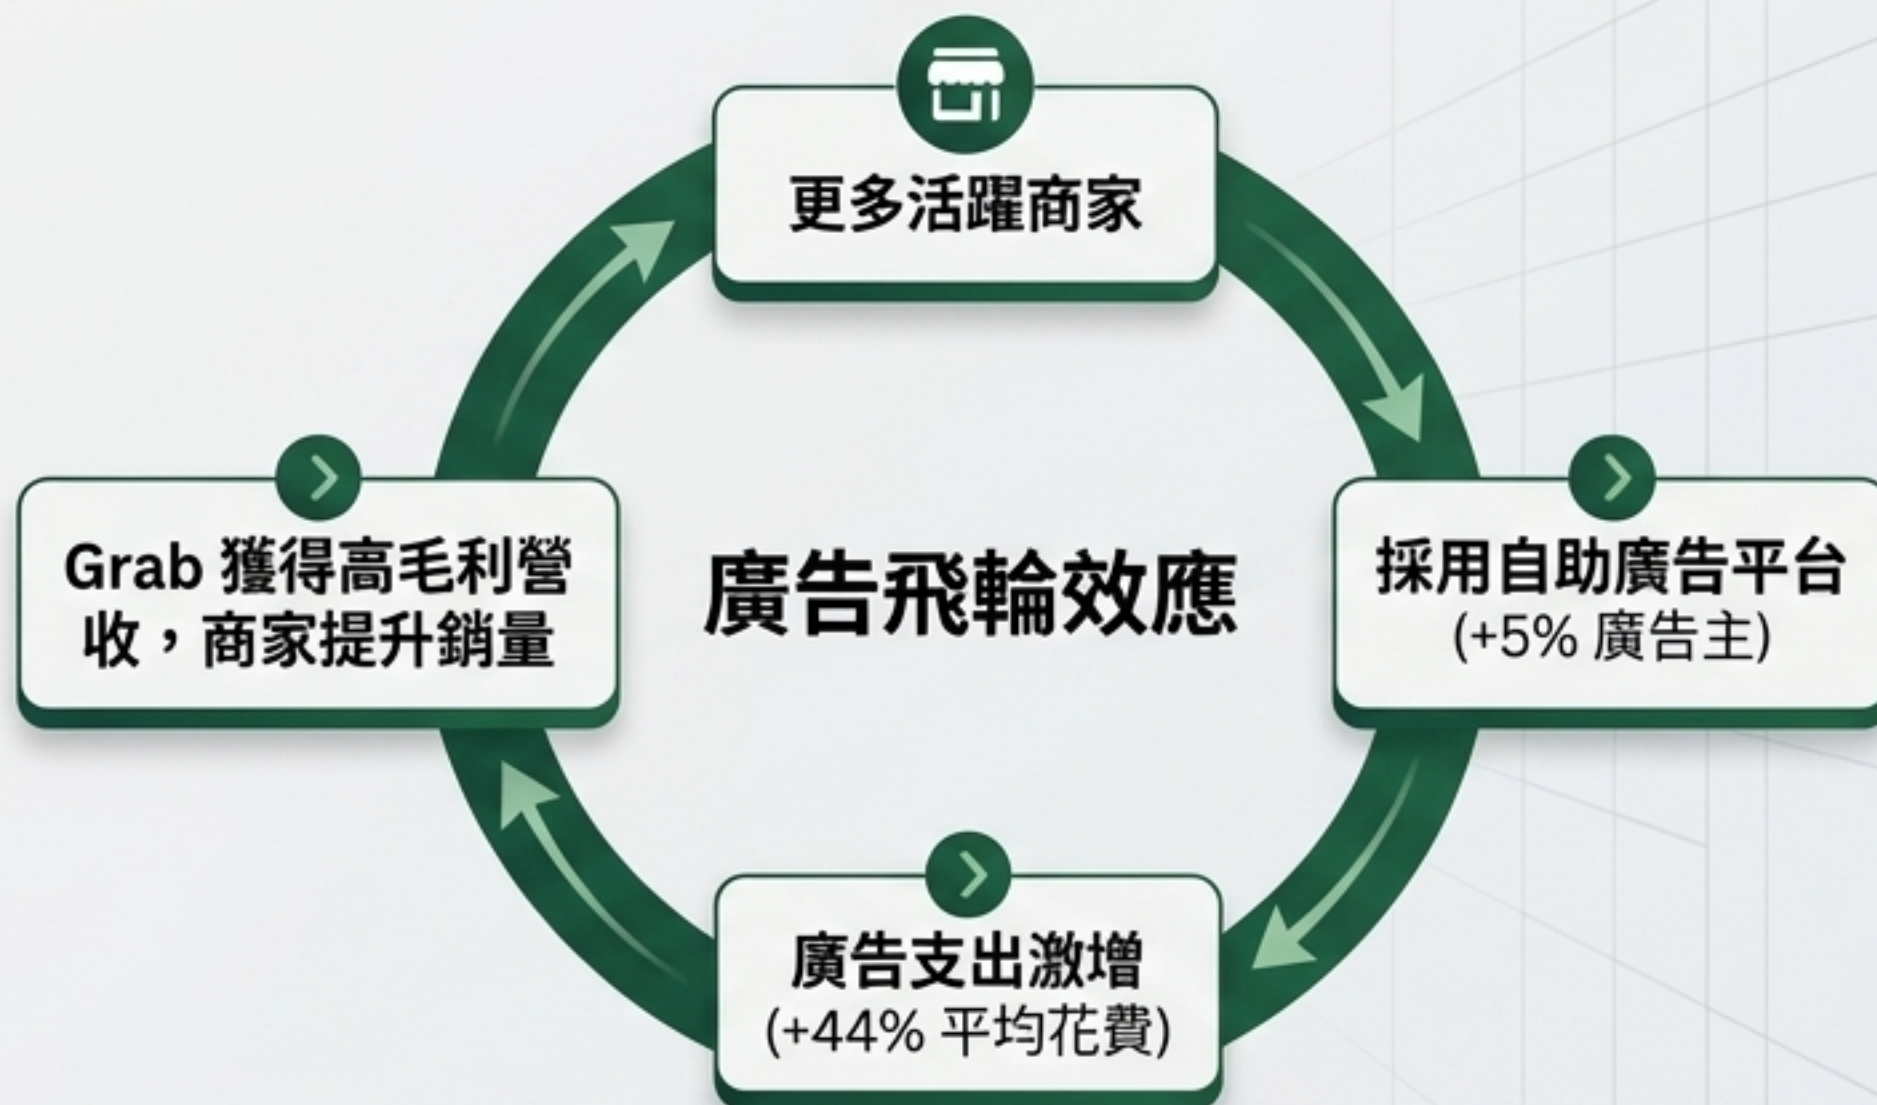 更多活躍商家
Grab 獲得高毛利營
收，商家提升銷量
廣告飛輪效應
採用自助廣告平台
(+5% 廣告主)
廣告支出激增
(+44% 平均花費)